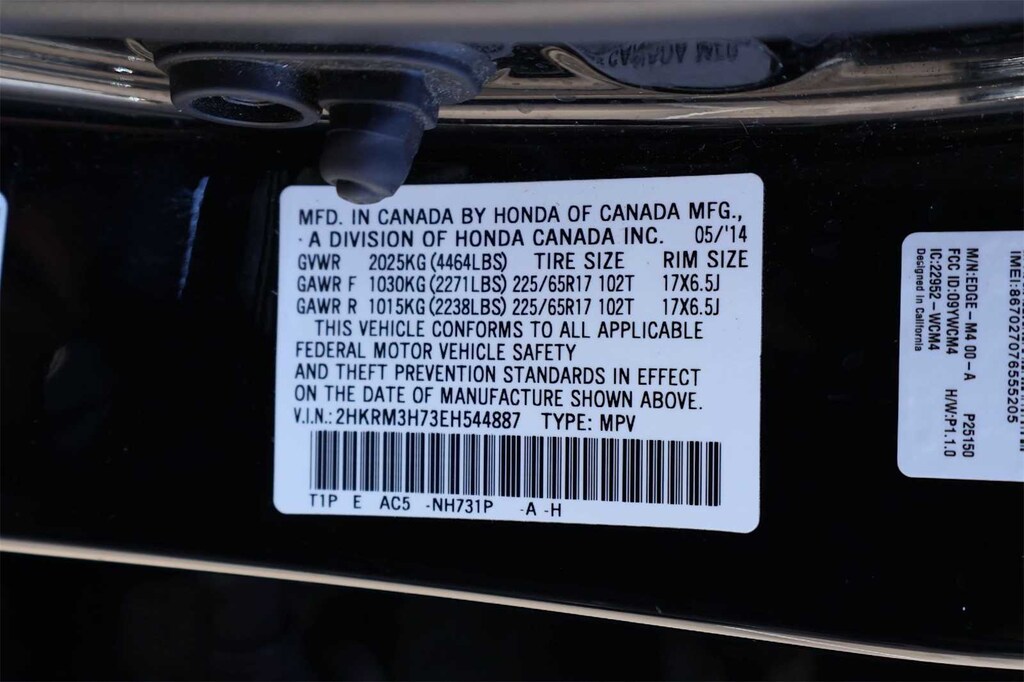 MFD. IN CANADA BY HONDA OF CANADA MFG.,
A DIVISION OF HONDA CANADA INC. 05/'14
GVWR 2025KG (4464LBS) TIRE SIZE RIM SIZE
GAWR F 1030KG (2271LBS) 225/65R17 102T 17X6.5J
GAWR R 1015KG (2238LBS) 225/65R17 102T 17X6.5J
THIS VEHICLE CONFORMS TO ALL APPLICABLE
FEDERAL MOTOR VEHICLE SAFETY
AND THEFT PREVENTION STANDARDS IN EFFECT
ON THE DATE OF MANUFACTURE SHOWN ABOVE.
V.I.N.: 2HKRM3H73EH544887 TYPE: MPV
T1P E AC5 -NH731P -A -H
IMEI:867027076555205
M/N:EDGE-M4 00-A P25150
FCC ID:09YWCM4 H/W:P1.1.0
IC:22952-WCM4
Designed in California